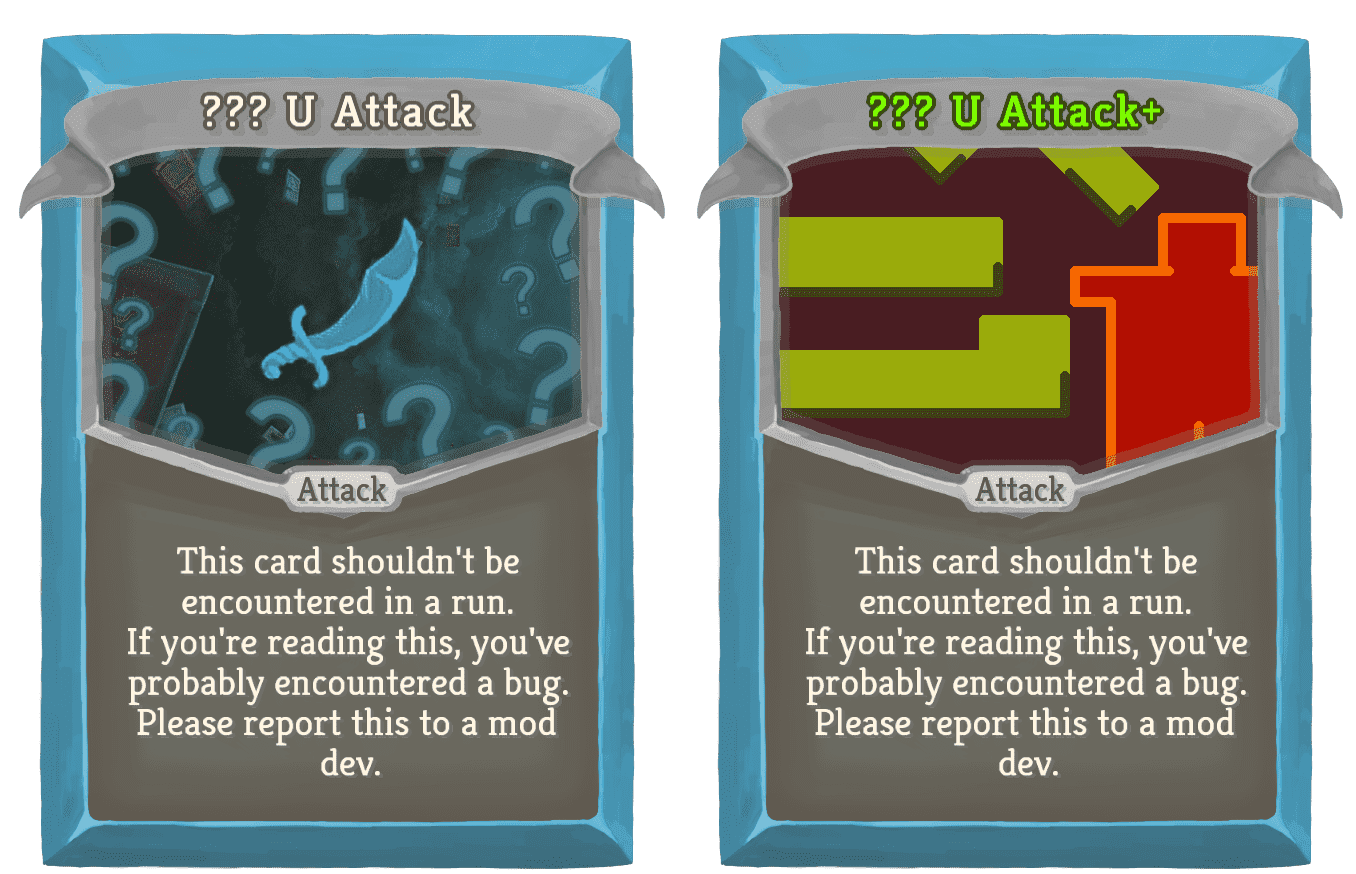 ??? U Attack
Attack
This card shouldn't be
encountered in a run.
If you're reading this, you've
probably encountered a bug.
Please report this to a mod
dev.
??? U Attack+
Attack
This card shouldn't be
encountered in a run.
If you're reading this, you've
probably encountered a bug.
Please report this to a mod
dev.